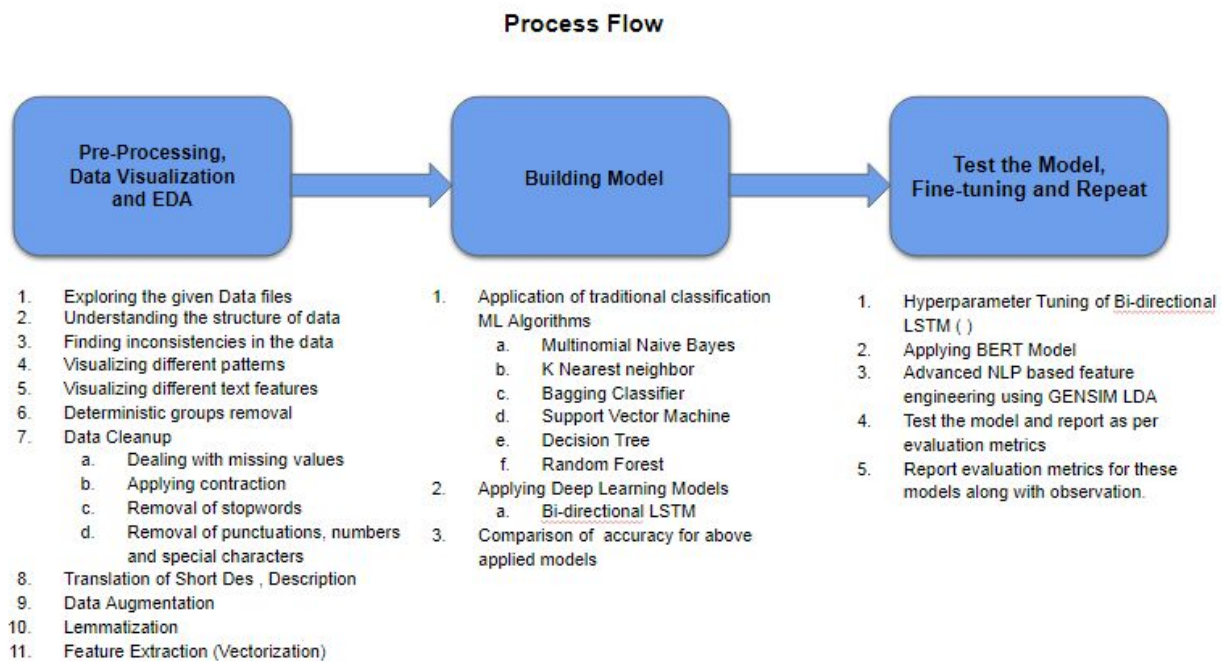 Process Flow
Pre-Processing,
Data Visualization
and EDA
Building Model
Test the Model,
Fine-tuning and Repeat
1. Exploring the given Data files
2. Understanding the structure of data
3. Finding inconsistencies in the data
4. Visualizing different patterns
5. Visualizing different text features
6. Deterministic groups removal
7. Data Cleanup
a. Dealing with missing values
b. Applying contraction
c. Removal of stopwords
d. Removal of punctuations, numbers
and special characters
8. Translation of Short Des , Description
9. Data Augmentation
10. Lemmatization
11. Feature Extraction (Vectorization)
1. Application of traditional classification
ML Algorithms
a. Multinomial Naive Bayes
b. K Nearest neighbor
c. Bagging Classifier
d. Support Vector Machine
e. Decision Tree
f. Random Forest
2. Applying Deep Learning Models
a. Bi-directional LSTM
3. Comparison of accuracy for above
applied models
1. Hyperparameter Tuning of Bi-directional
LSTM ( )
2. Applying BERT Model
3. Advanced NLP based feature
engineering using GENSIM LDA
4. Test the model and report as per
evaluation metrics
5. Report evaluation metrics for these
models along with observation.